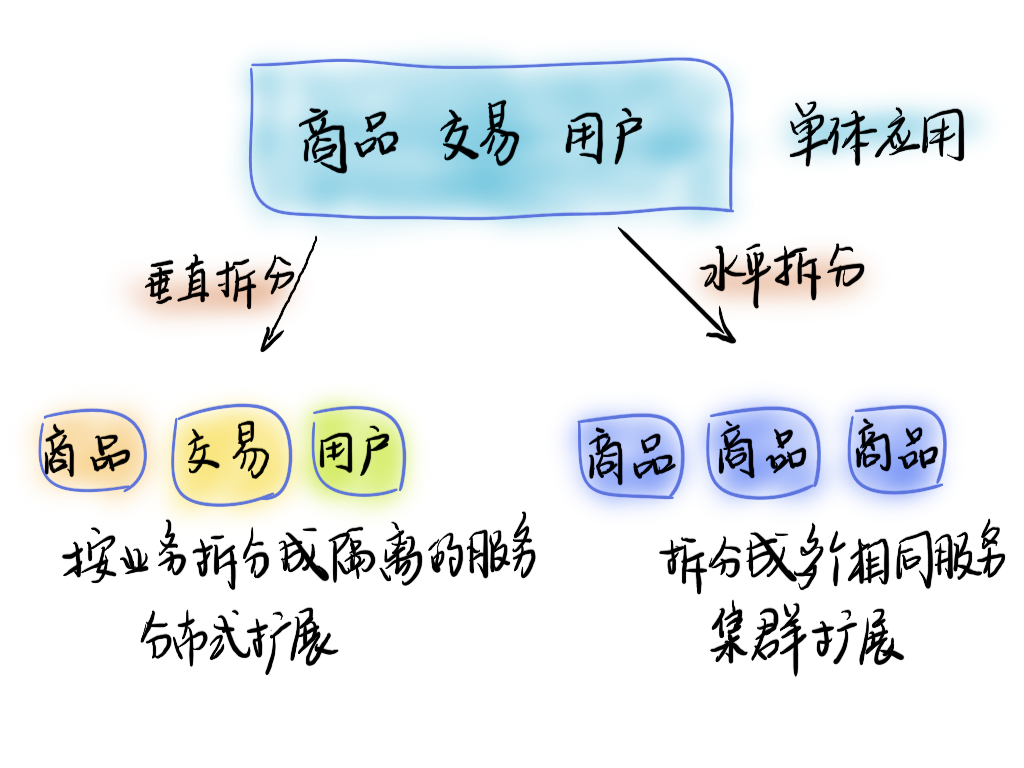 商品 交易 用户
单体应用
垂直拆分
水平拆分
商品
交易
用户
商品
商品
商品
按业务拆分成隔离的服务
分布式扩展
拆分成多个相同服务
集群扩展